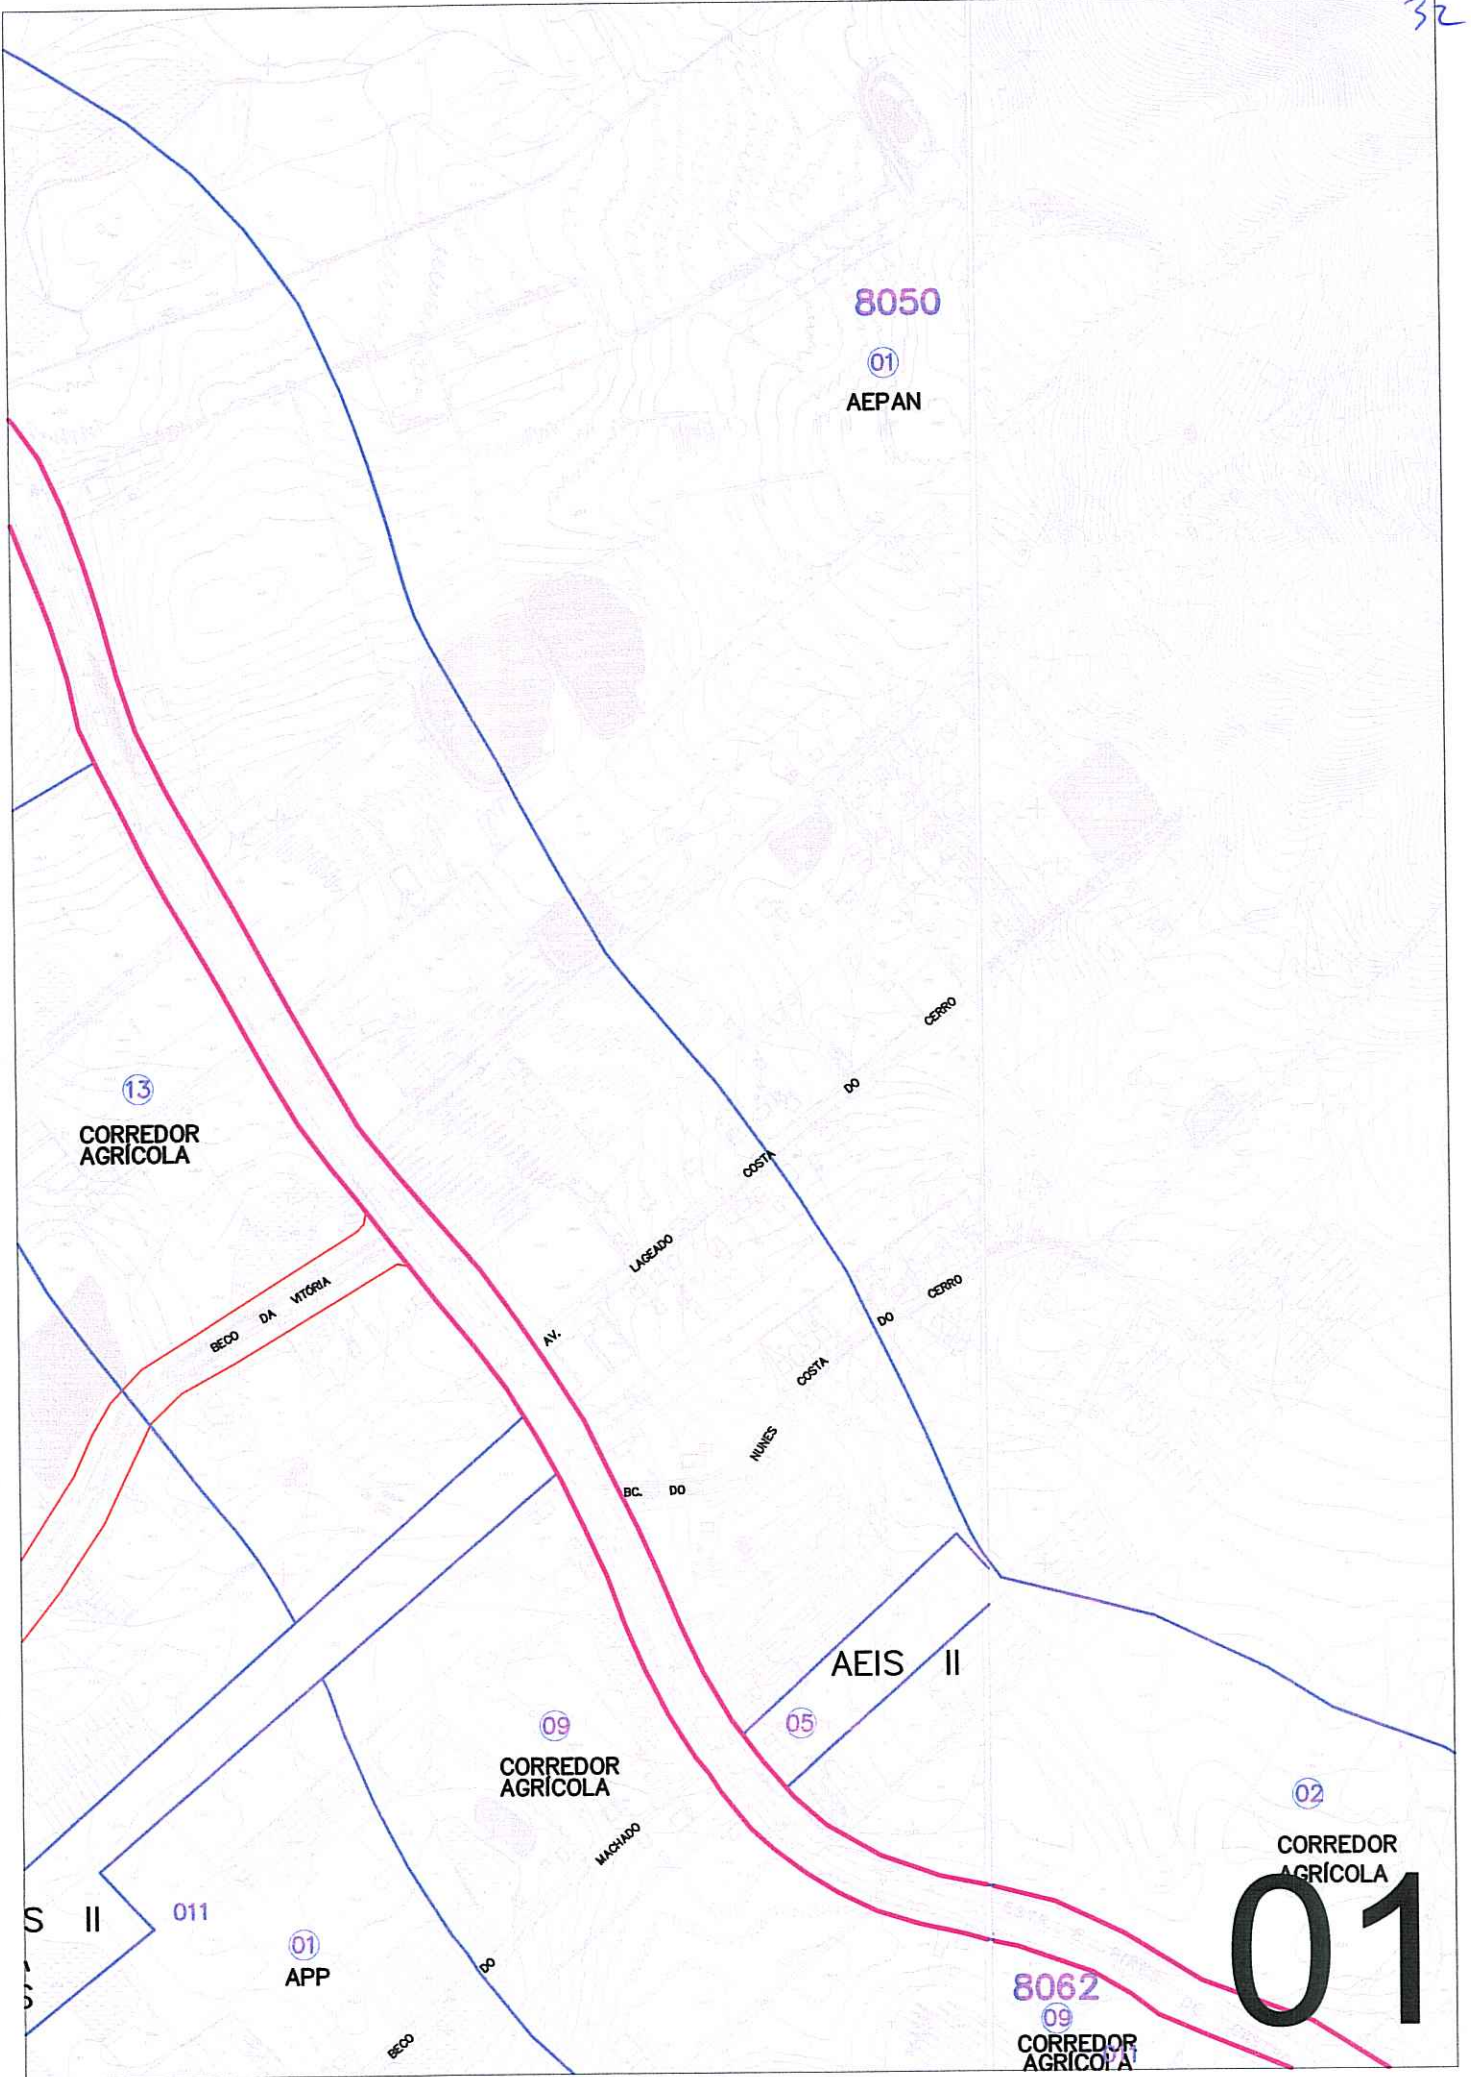 32
8050
01
AEPAN
CERRO
DO
13
CORREDOR
AGRÍCOLA
COSTA
LAGEADO
AV.
BECO DA VITÓRIA
CERRO
DO
COSTA
NUNES
BC. DO
AEIS II
05
09
CORREDOR
AGRÍCOLA
MACHADO
DO
BECO
02
CORREDOR
AGRÍCOLA
01
S II
011
01
APP
S
8062
09
CORREDOR
AGRÍCOLA
011